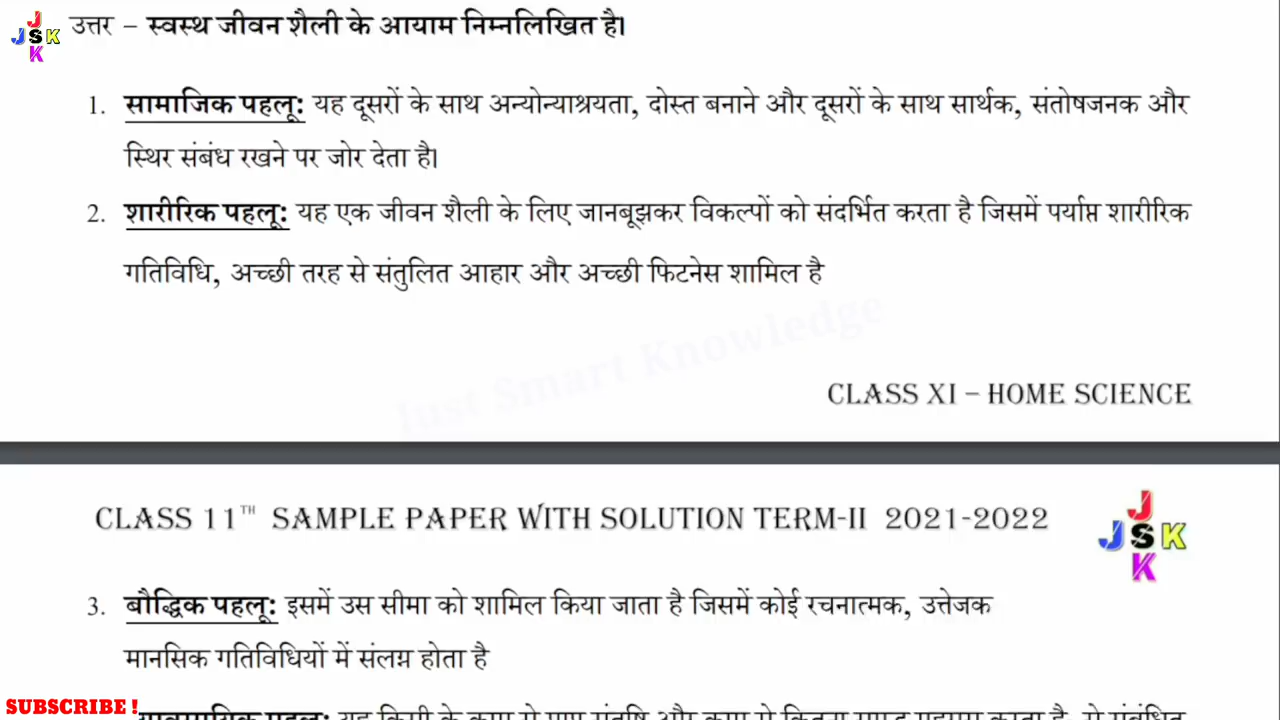 J
JSK
K
उत्तर – स्वस्थ जीवन शैली के आयाम निम्नलिखित है।
1. सामाजिक पहलू: यह दूसरों के साथ अन्योन्याश्रयता, दोस्त बनाने और दूसरों के साथ सार्थक, संतोषजनक और
स्थिर संबंध रखने पर जोर देता है।
2. शारीरिक पहलू: यह एक जीवन शैली के लिए जानबूझकर विकल्पों को संदर्भित करता है जिसमें पर्याप्त शारीरिक
गतिविधि, अच्छी तरह से संतुलित आहार और अच्छी फिटनेस शामिल है
Just Smart Knowledge
CLASS XI – HOME SCIENCE
CLASS 11TH SAMPLE PAPER WITH SOLUTION TERM-II 2021-2022
J
JSK
K
3. बौद्धिक पहलू: इसमें उस सीमा को शामिल किया जाता है जिसमें कोई रचनात्मक, उत्तेजक
मानसिक गतिविधियों में संलग्न होता है
SUBSCRIBE !